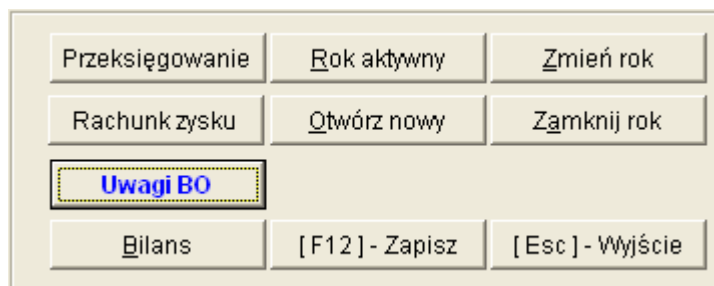 Przeksięgowanie Rok aktywny Zmień rok
Rachunk zysku Otwórz nowy Zamknij rok
Uwagi BO
Bilans [ F12 ] - Zapisz [ Esc ] - Wyjście